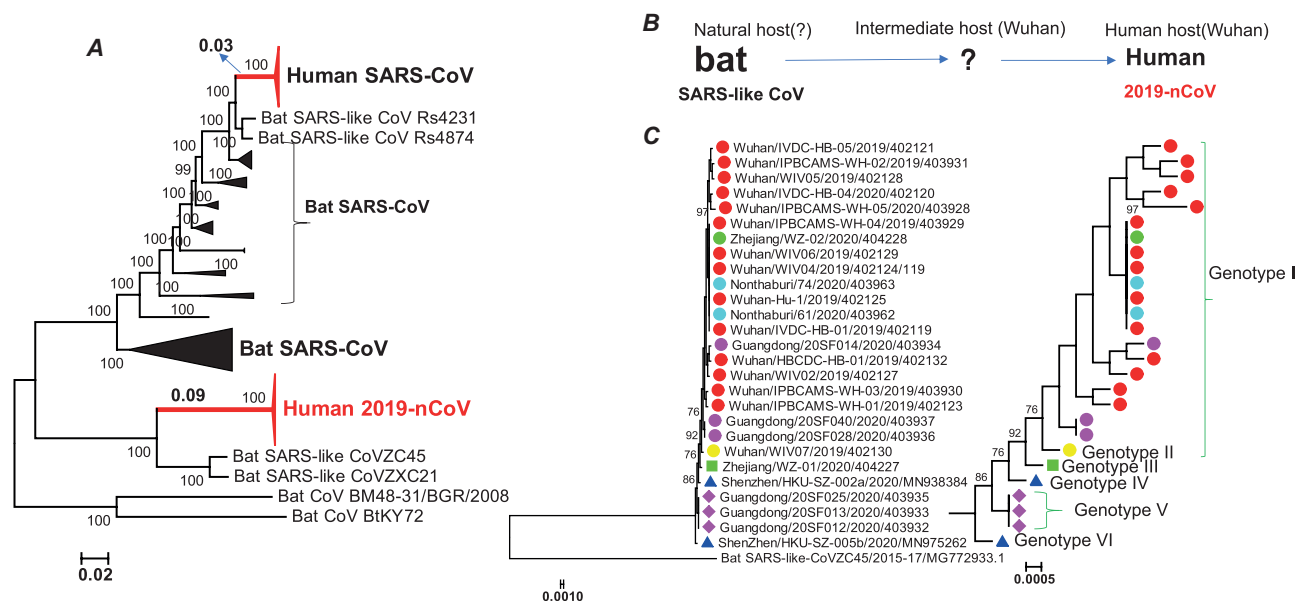 A
0.03
100
Human SARS-CoV
100
Bat SARS-like CoV Rs4231
100
Bat SARS-like CoV Rs4874
100
100
99
100
100
100
Bat SARS-CoV
100
100
100
100
100
100
100
Bat SARS-CoV
100
0.09
100
Human 2019-nCoV
100
Bat SARS-like CoVZC45
Bat SARS-like CoVZXC21
100
Bat CoV BM48-31/BGR/2008
Bat CoV BtKY72
100
0.02
B
Natural host(?)
Intermediate host (Wuhan)
Human host(Wuhan)
bat
?
Human
SARS-like CoV
2019-nCoV
C
Wuhan/IVDC-HB-05/2019/402121
Wuhan/IPBCAMS-WH-02/2019/403931
Wuhan/WIV05/2019/402128
Wuhan/IVDC-HB-04/2020/402120
Wuhan/IPBCAMS-WH-05/2020/403928
97
Wuhan/IPBCAMS-WH-04/2019/403929
Zhejiang/WZ-02/2020/404228
Wuhan/WIV06/2019/402129
Wuhan/WIV04/2019/402124/119
Nonthaburi/74/2020/403963
Wuhan-Hu-1/2019/402125
Nonthaburi/61/2020/403962
Wuhan/IVDC-HB-01/2019/402119
Guangdong/20SF014/2020/403934
Wuhan/HBCDC-HB-01/2019/402132
Wuhan/WIV02/2019/402127
Wuhan/IPBCAMS-WH-03/2019/403930
Wuhan/IPBCAMS-WH-01/2019/402123
76
Guangdong/20SF040/2020/403937
92
Guangdong/20SF028/2020/403936
76
Wuhan/WIV07/2019/402130
Zhejiang/WZ-01/2020/404227
86
Shenzhen/HKU-SZ-002a/2020/MN938384
Guangdong/20SF025/2020/403935
Guangdong/20SF013/2020/403933
Guangdong/20SF012/2020/403932
ShenZhen/HKU-SZ-005b/2020/MN975262
Bat SARS-like-CoVZC45/2015-17/MG772933.1
0.0010
97
Genotype I
76
92
76
86
Genotype II
Genotype III
Genotype IV
Genotype V
Genotype VI
0.0005